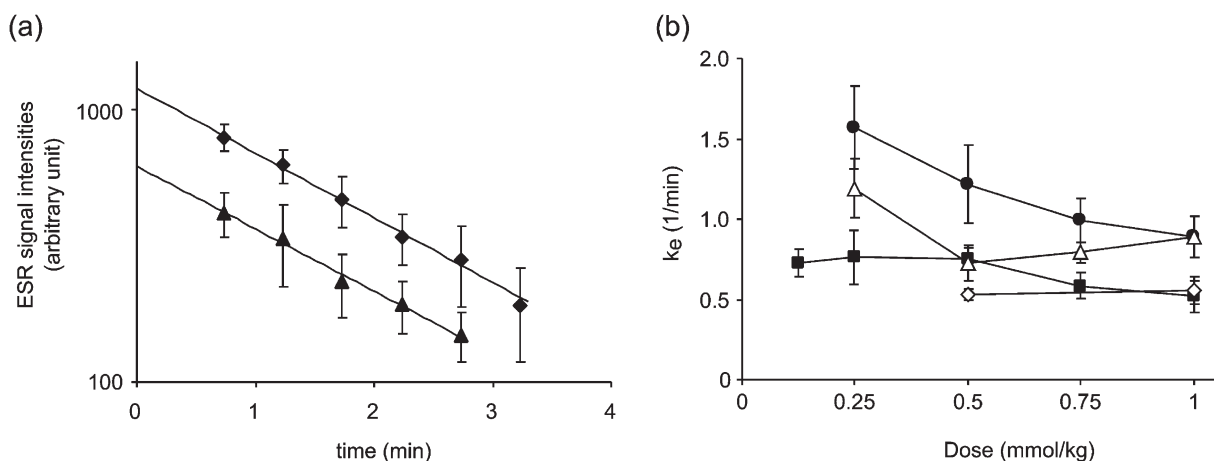 (a)
1000
100
0
1
2
3
4
time (min)
ESR signal intensities
(arbitrary unit)
(b)
2.0
1.5
1.0
0.5
0
0
0.25
0.5
0.75
1
Dose (mmol/kg)
ke (1/min)